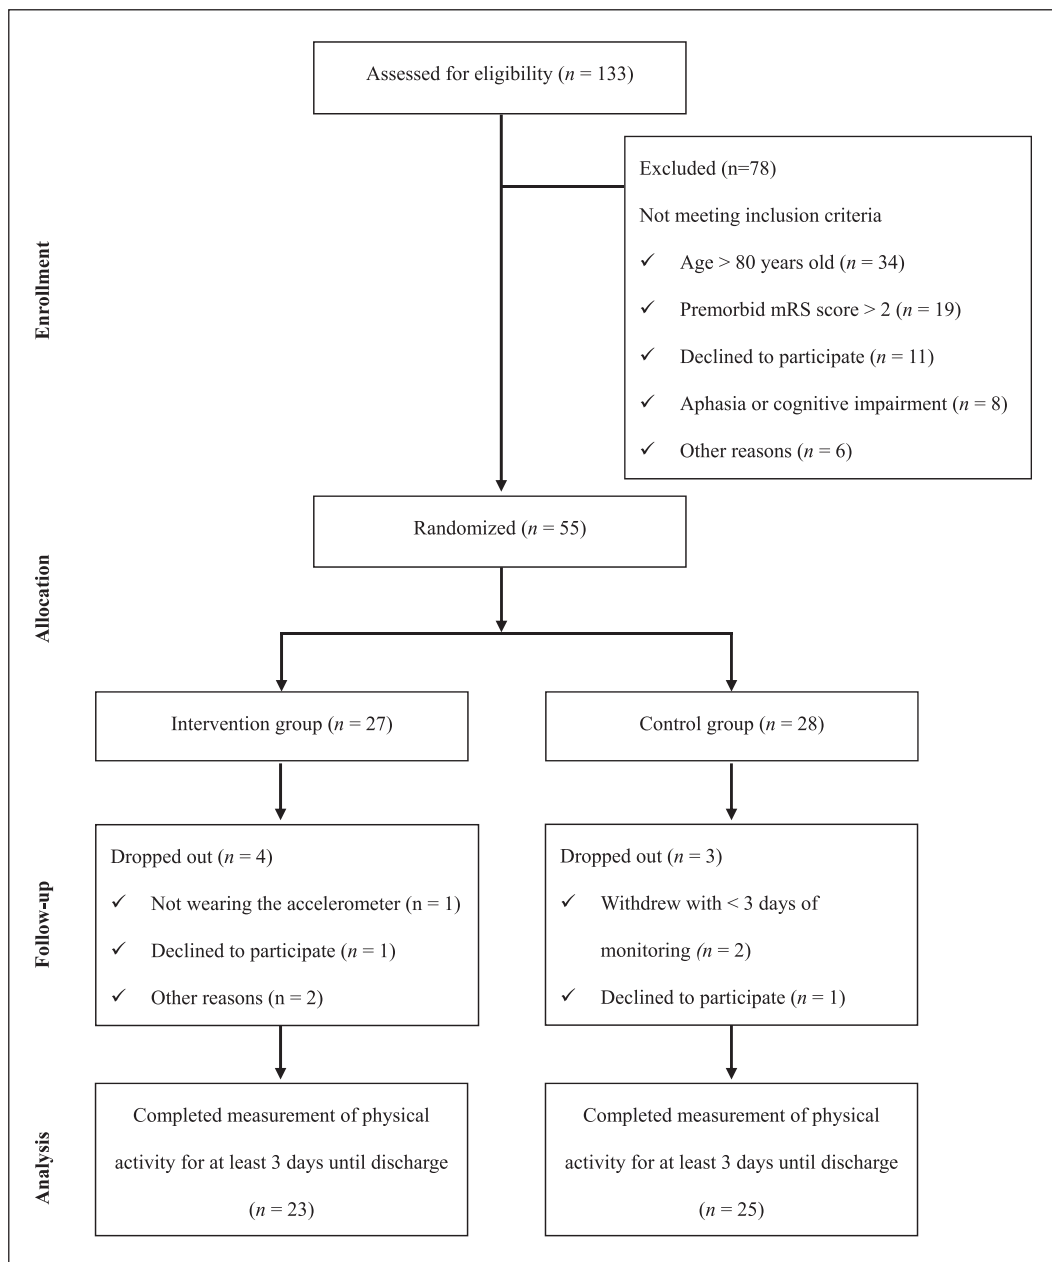 Assessed for eligibility (n = 133)
Excluded (n=78)
Not meeting inclusion criteria
✓ Age > 80 years old (n = 34)
✓ Premorbid mRS score > 2 (n = 19)
✓ Declined to participate (n = 11)
✓ Aphasia or cognitive impairment (n = 8)
✓ Other reasons (n = 6)
Enrollment
Randomized (n = 55)
Allocation
Intervention group (n = 27)
Control group (n = 28)
Dropped out (n = 4)
✓ Not wearing the accelerometer (n = 1)
✓ Declined to participate (n = 1)
✓ Other reasons (n = 2)
Dropped out (n = 3)
✓ Withdrew with < 3 days of
monitoring (n = 2)
✓ Declined to participate (n = 1)
Follow-up
Completed measurement of physical
activity for at least 3 days until discharge
(n = 23)
Completed measurement of physical
activity for at least 3 days until discharge
(n = 25)
Analysis